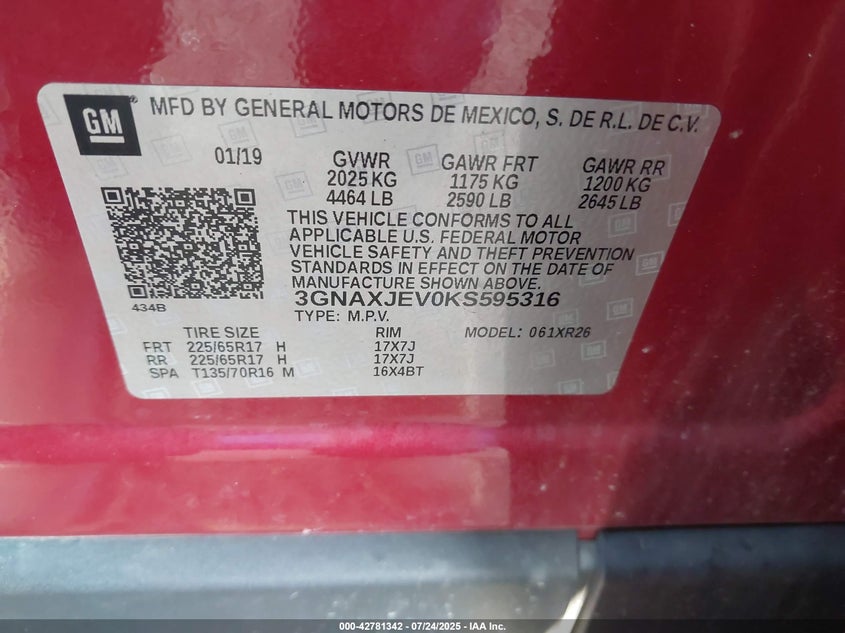 GM ® MFD BY GENERAL MOTORS DE MEXICO, S. DE R.L. DE C.V.
01/19 GVWR GAWR FRT GAWR RR
2025 KG 1175 KG 1200 KG
4464 LB 2590 LB 2645 LB
THIS VEHICLE CONFORMS TO ALL
APPLICABLE U.S. FEDERAL MOTOR
VEHICLE SAFETY AND THEFT PREVENTION
STANDARDS IN EFFECT ON THE DATE OF
MANUFACTURE SHOWN ABOVE.
434B 3GNAXJEV0KS595316
TYPE: M.P.V.
TIRE SIZE RIM MODEL: 061XR26
FRT 225/65R17 H 17X7J
RR 225/65R17 H 17X7J
SPA T135/70R16 M 16X4BT
000-42781342 - 07/24/2025 - IAA Inc.